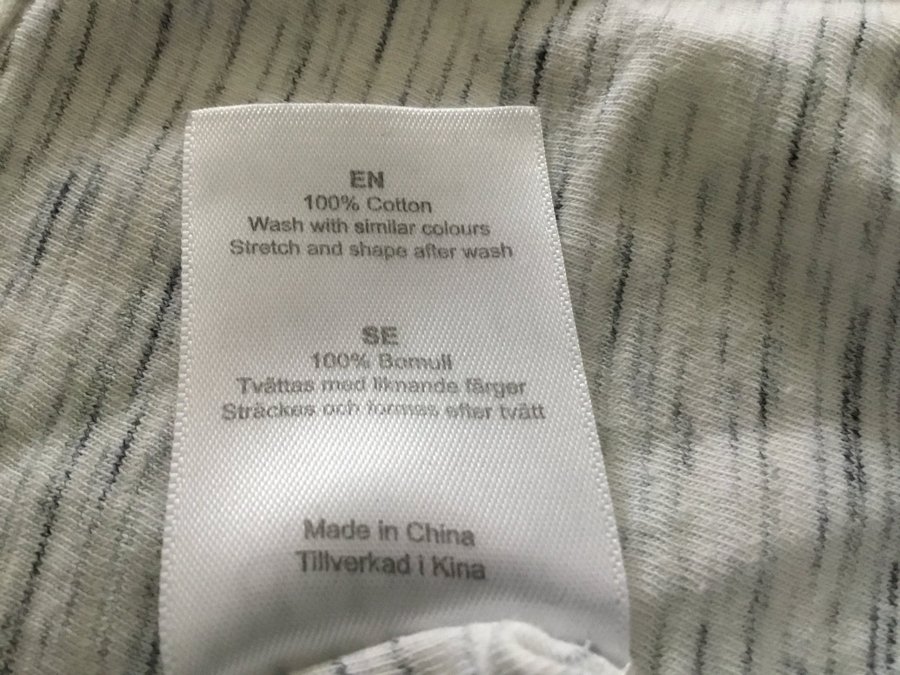 EN
100% Cotton
Wash with similar colours
Stretch and shape after wash
SE
100% Bomull
Tvättas med liknande färger
Sträckes och formas efter tvätt
Made in China
Tillverkad i Kina